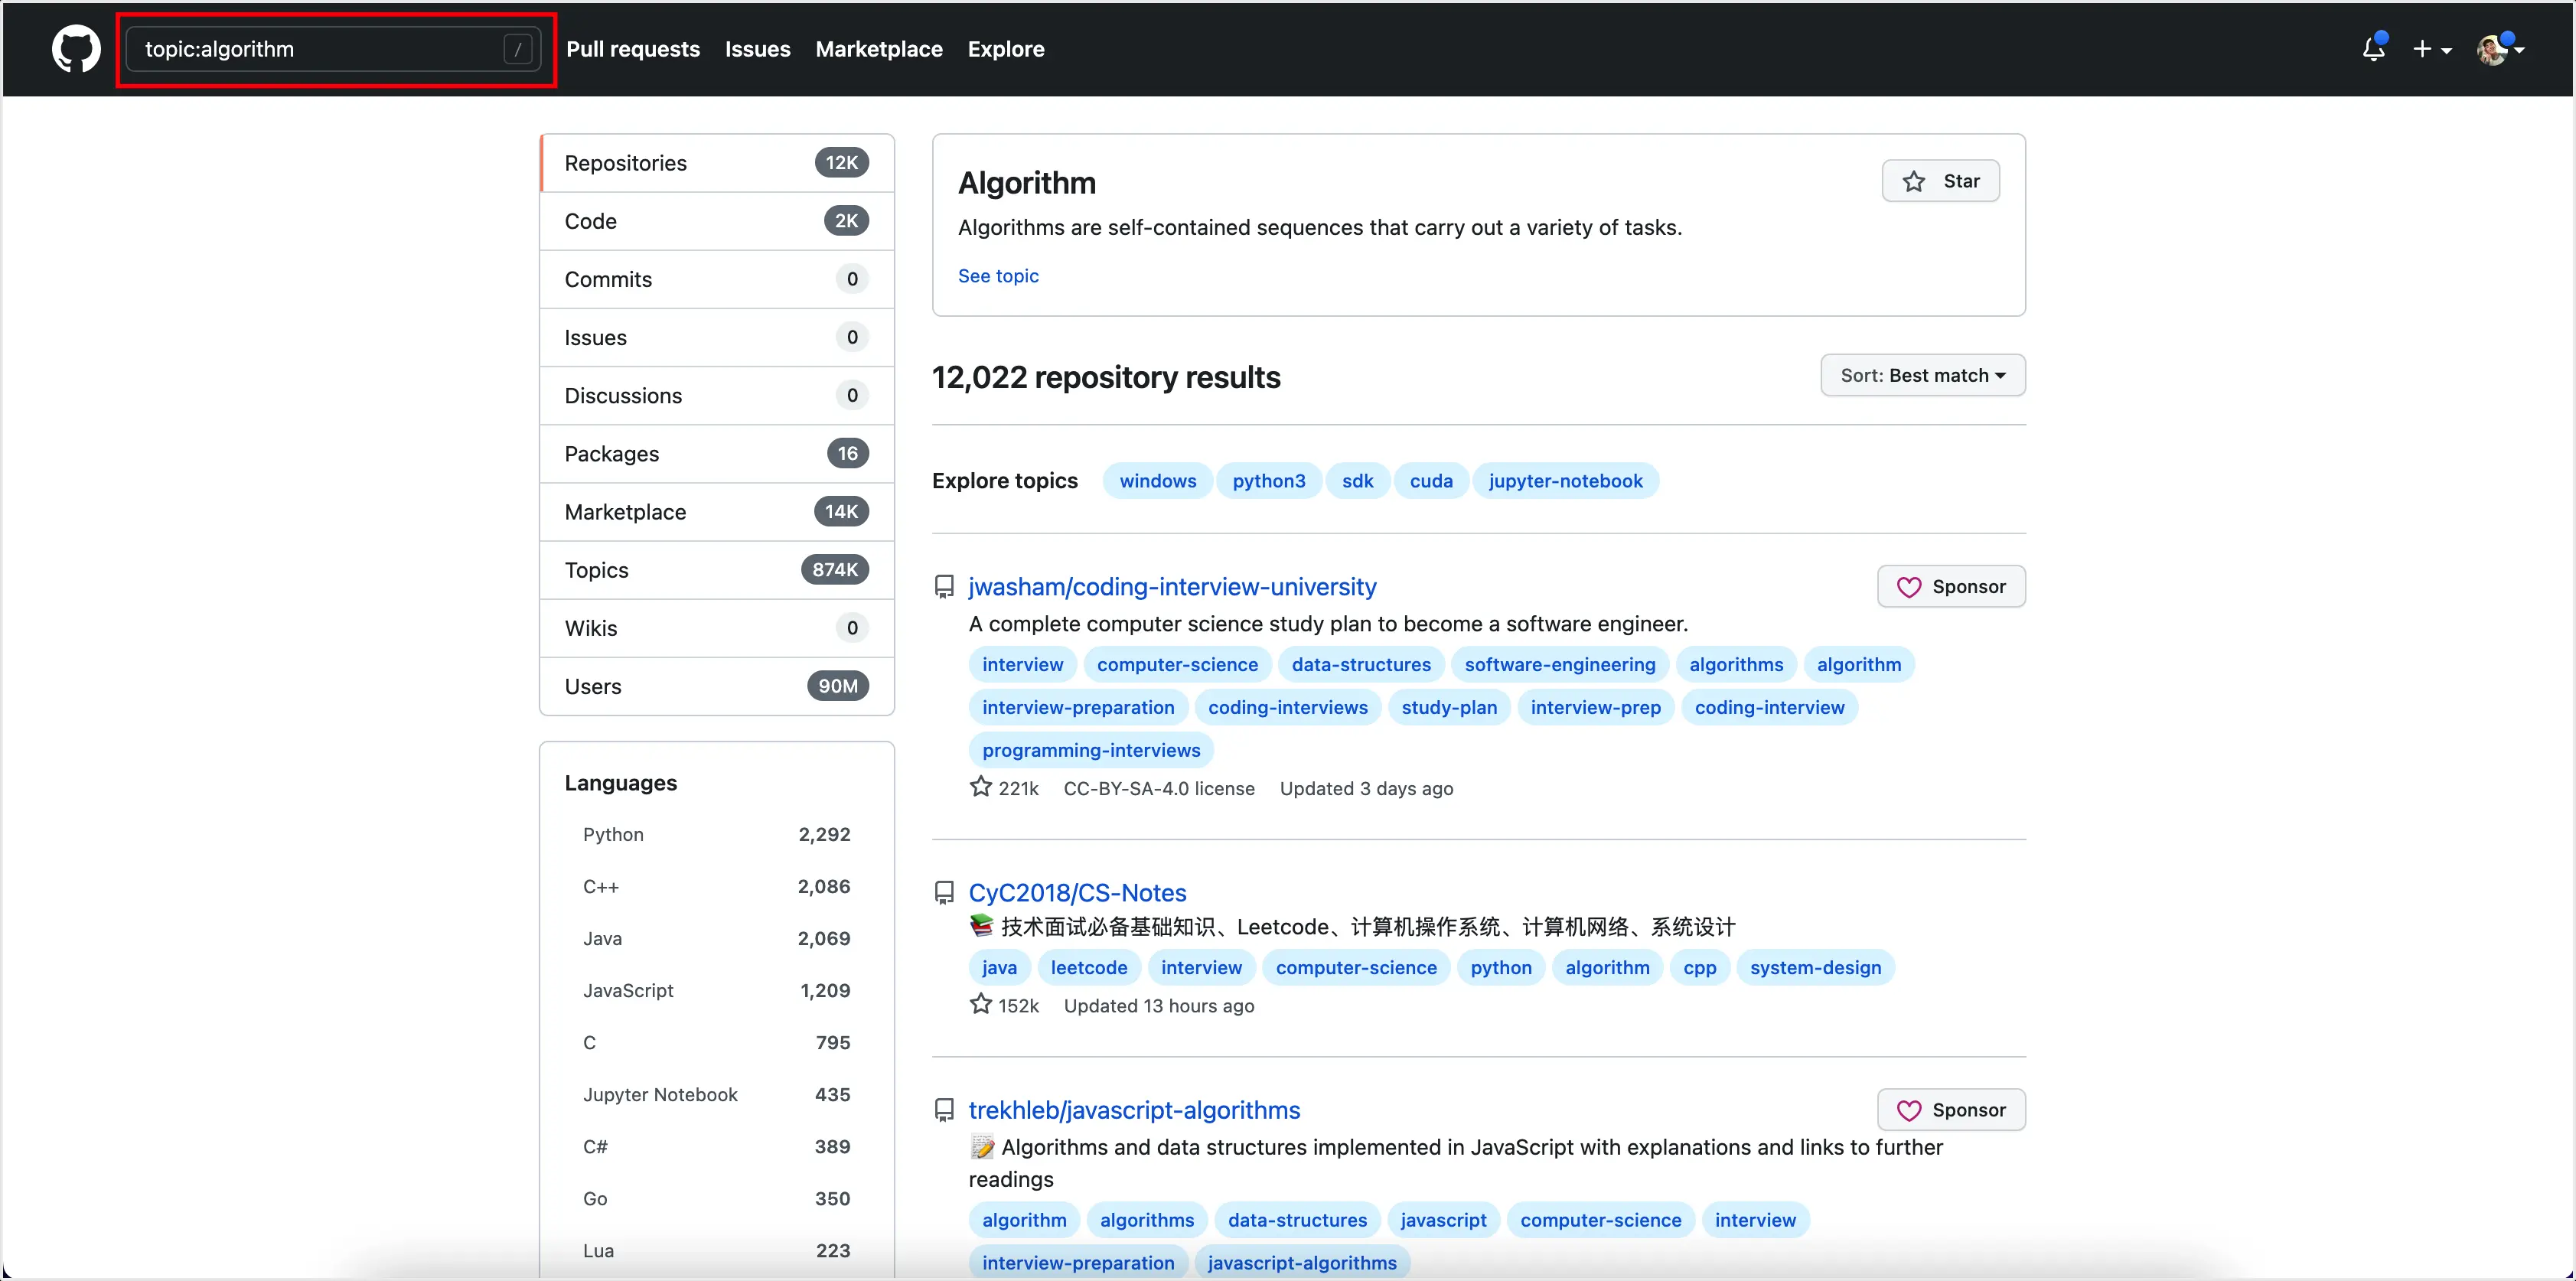 topic:algorithm /
Pull requests Issues Marketplace Explore
Repositories 12K
Code 2K
Commits 0
Issues 0
Discussions 0
Packages 16
Marketplace 14K
Topics 874K
Wikis 0
Users 90M
Languages
Python 2,292
C++ 2,086
Java 2,069
JavaScript 1,209
C 795
Jupyter Notebook 435
C# 389
Go 350
Lua 223
Algorithm
Star
Algorithms are self-contained sequences that carry out a variety of tasks.
See topic
12,022 repository results
Sort: Best match
Explore topics windows python3 sdk cuda jupyter-notebook
jwasham/coding-interview-university
Sponsor
A complete computer science study plan to become a software engineer.
interview computer-science data-structures software-engineering algorithms algorithm
interview-preparation coding-interviews study-plan interview-prep coding-interview
programming-interviews
221k CC-BY-SA-4.0 license Updated 3 days ago
CyC2018/CS-Notes
📚 技术面试必备基础知识、Leetcode、计算机操作系统、计算机网络、系统设计
java leetcode interview computer-science python algorithm cpp system-design
152k Updated 13 hours ago
trekhleb/javascript-algorithms
Sponsor
📝 Algorithms and data structures implemented in JavaScript with explanations and links to further
readings
algorithm algorithms data-structures javascript computer-science interview
interview-preparation javascript-algorithms